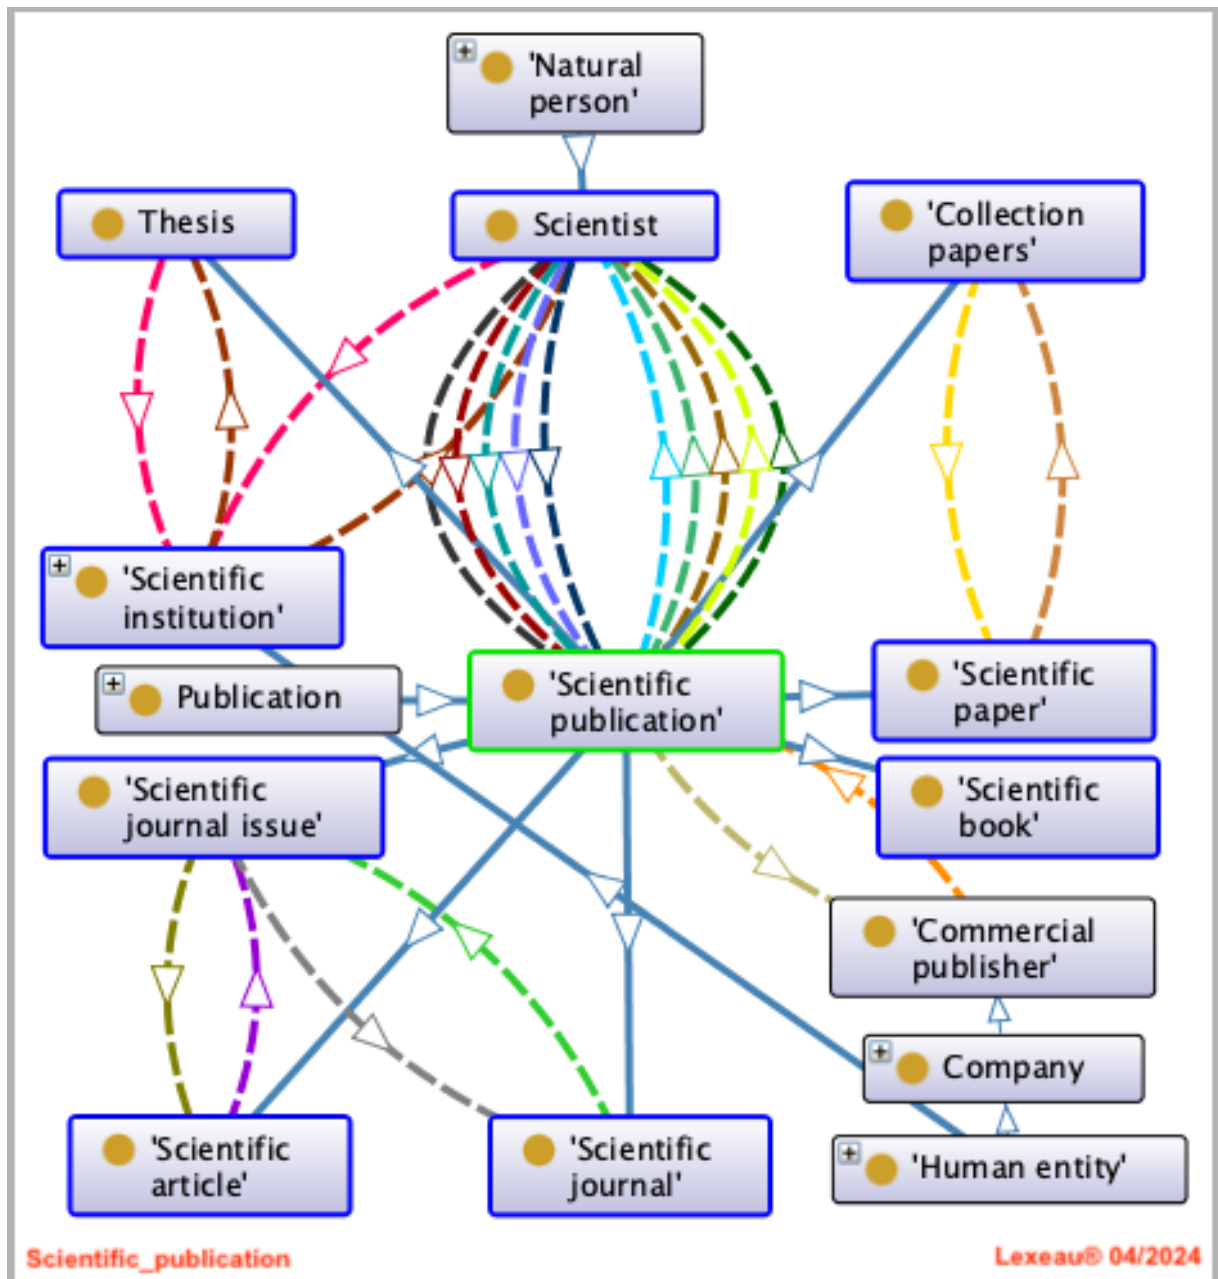 'Natural
person'
Thesis
Scientist
'Collection
papers'
'Scientific
institution'
Publication
'Scientific
publication'
'Scientific
paper'
'Scientific
journal issue'
'Scientific
book'
'Commercial
publisher'
Company
'Scientific
article'
'Scientific
journal'
'Human entity'
Scientific_publication
Lexeau® 04/2024